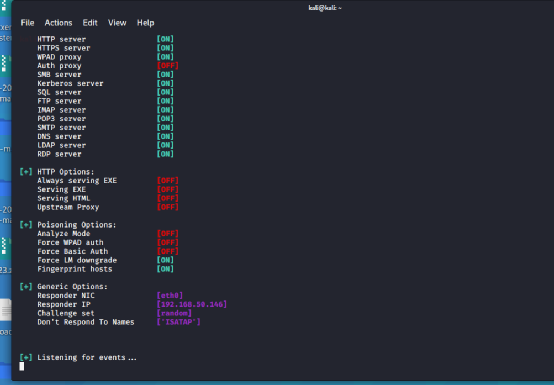 kali@kali: ~
File Actions Edit View Help
HTTP server [ON]
HTTPS server [ON]
WPAD proxy [ON]
Auth proxy [OFF]
SMB server [ON]
Kerberos server [ON]
SQL server [ON]
FTP server [ON]
IMAP server [ON]
POP3 server [ON]
SMTP server [ON]
DNS server [ON]
LDAP server [ON]
RDP server [ON]
[+] HTTP Options:
Always serving EXE [OFF]
Serving EXE [OFF]
Serving HTML [OFF]
Upstream Proxy [OFF]
[+] Poisoning Options:
Analyze Mode [OFF]
Force WPAD auth [OFF]
Force Basic Auth [OFF]
Force LM downgrade [ON]
Fingerprint hosts [ON]
[+] Generic Options:
Responder NIC [eth0]
Responder IP
Challenge set [random]
Don't Respond To Names ['ISATAP']
[+] Listening for events...